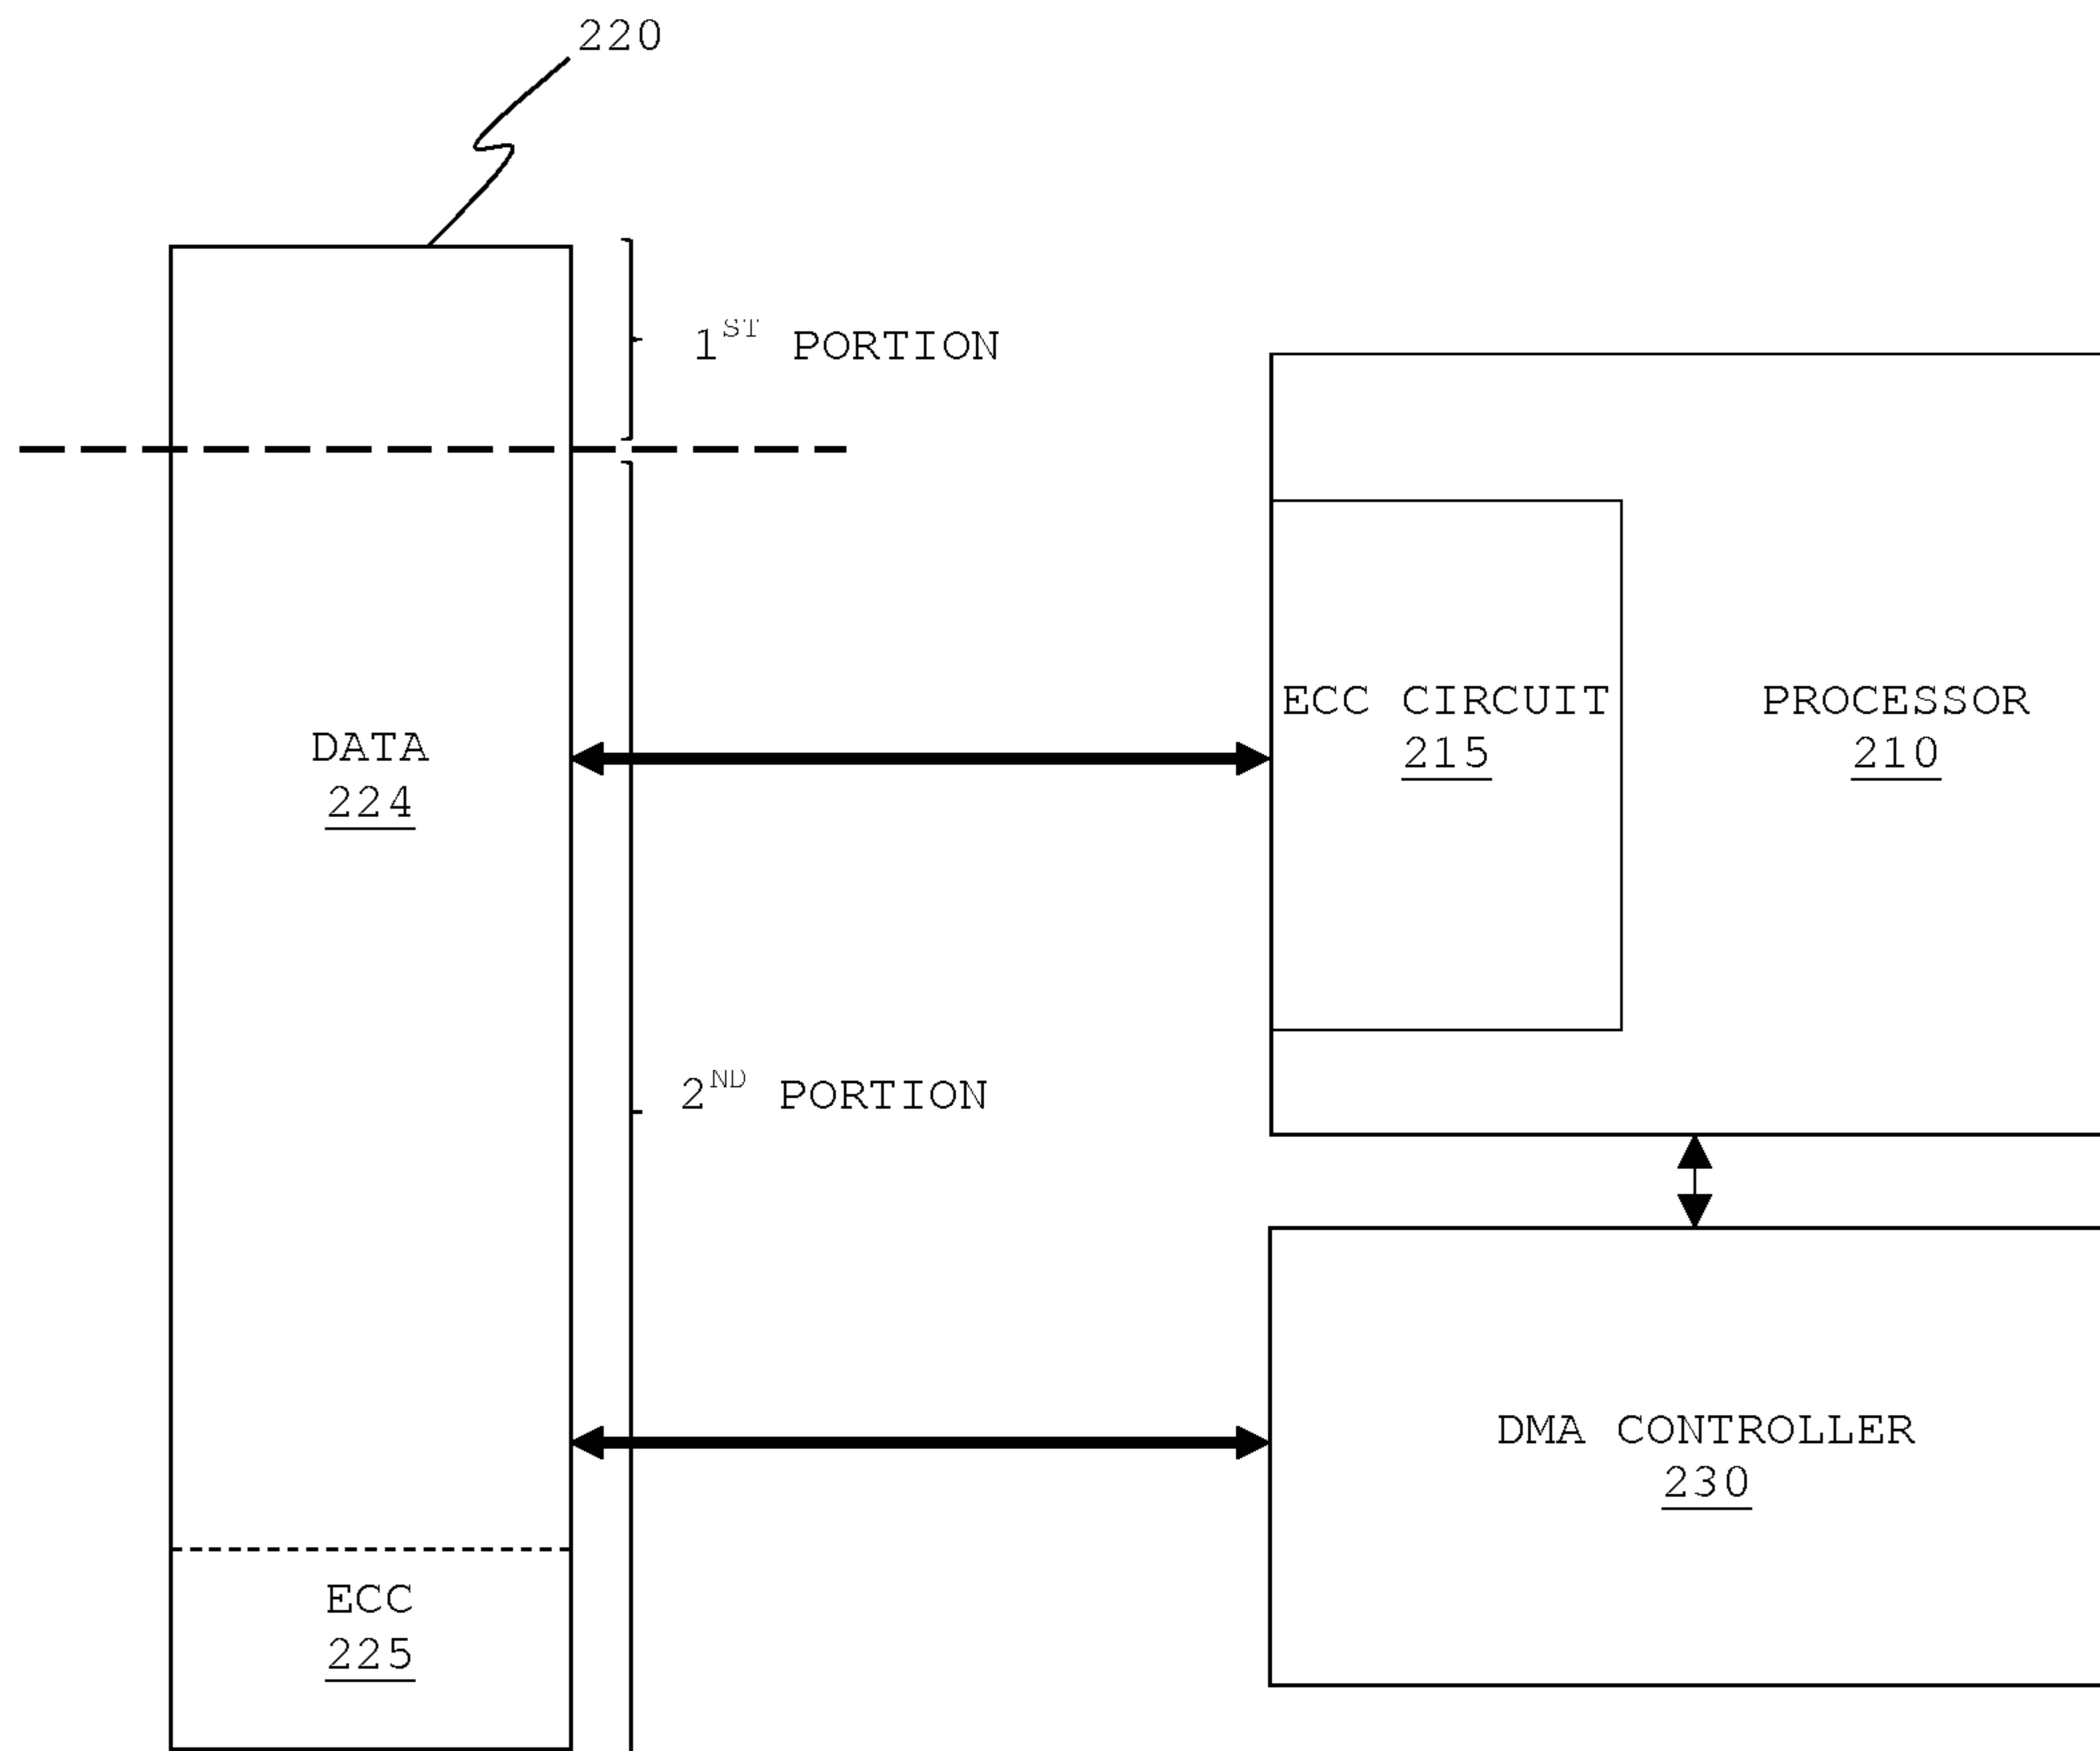 220
1ST PORTION
DATA
224
ECC CIRCUIT
215
PROCESSOR
210
2ND PORTION
DMA CONTROLLER
230
ECC
225